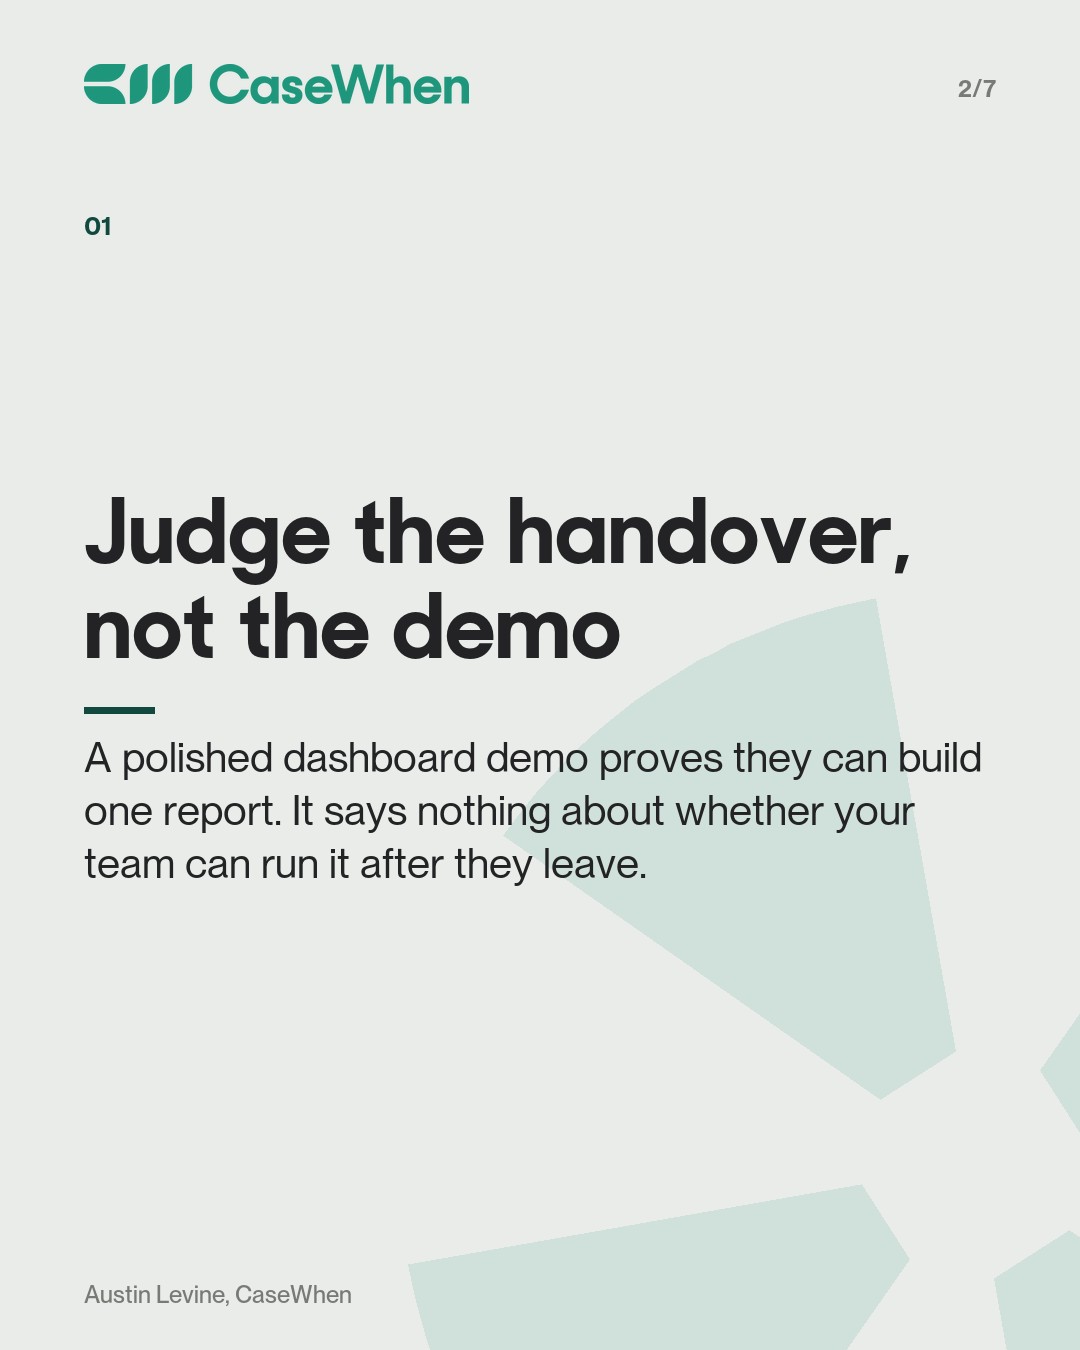 CaseWhen
2/7
01
Judge the handover,
not the demo
A polished dashboard demo proves they can build
one report. It says nothing about whether your
team can run it after they leave.
Austin Levine, CaseWhen